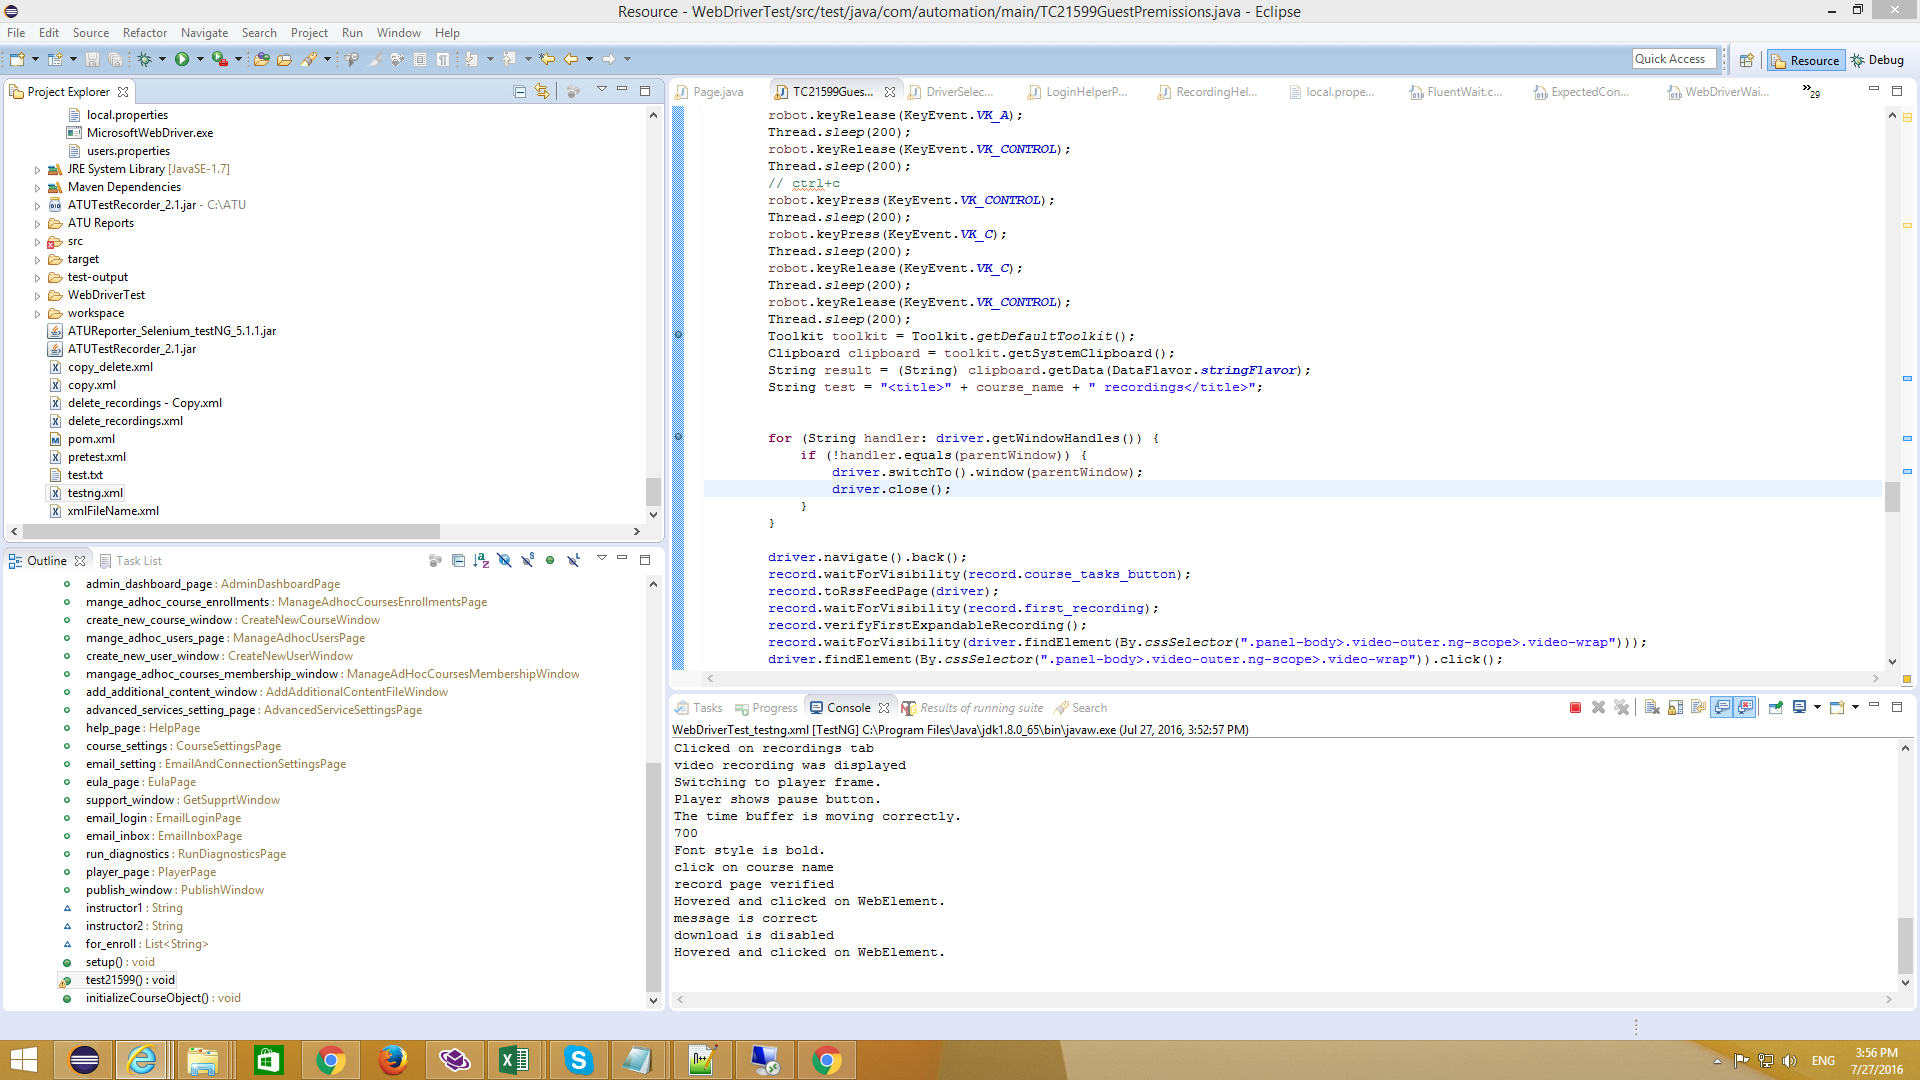 Resource - WebDriverTest/src/test/java/com/automation/main/TC21599GuestPremissions.java - Eclipse
File Edit Source Refactor Navigate Search Project Run Window Help
Quick Access
Resource
Debug
Project Explorer
local.properties
MicrosoftWebDriver.exe
users.properties
JRE System Library [JavaSE-1.7]
Maven Dependencies
ATUTestRecorder_2.1.jar - C:\ATU
ATU Reports
src
target
test-output
WebDriverTest
workspace
ATUReporter_Selenium_testNG_5.1.1.jar
ATUTestRecorder_2.1.jar
copy_delete.xml
copy.xml
delete_recordings - Copy.xml
delete_recordings.xml
pom.xml
pretest.xml
test.txt
testng.xml
xmlFileName.xml
Outline
Task List
admin_dashboard_page : AdminDashboardPage
mange_adhoc_course_enrollments : ManageAdhocCoursesEnrollmentsPage
create_new_course_window : CreateNewCourseWindow
mange_adhoc_users_page : ManageAdhocUsersPage
create_new_user_window : CreateNewUserWindow
mangage_adhoc_courses_membership_window : ManageAdHocCoursesMembershipWindow
add_additional_content_window : AddAdditionalContentFileWindow
advanced_services_setting_page : AdvancedServiceSettingsPage
help_page : HelpPage
course_settings : CourseSettingsPage
email_setting : EmailAndConnectionSettingsPage
eula_page : EulaPage
support_window : GetSupprtWindow
email_login : EmailLoginPage
email_inbox : EmailInboxPage
run_diagnostics : RunDiagnosticsPage
player_page : PlayerPage
publish_window : PublishWindow
instructor1 : String
instructor2 : String
for_enroll : List<String>
setup() : void
test21599() : void
initializeCourseObject() : void
Page.java TC21599Gues... DriverSelec... LoginHelperP... RecordingHel... local.prope... FluentWait.c... ExpectedCon... WebDriverWai... »29
robot.keyRelease(KeyEvent.VK_A);
Thread.sleep(200);
robot.keyRelease(KeyEvent.VK_CONTROL);
Thread.sleep(200);
// ctrl+c
robot.keyPress(KeyEvent.VK_CONTROL);
Thread.sleep(200);
robot.keyPress(KeyEvent.VK_C);
Thread.sleep(200);
robot.keyRelease(KeyEvent.VK_C);
Thread.sleep(200);
robot.keyRelease(KeyEvent.VK_CONTROL);
Thread.sleep(200);
Toolkit toolkit = Toolkit.getDefaultToolkit();
Clipboard clipboard = toolkit.getSystemClipboard();
String result = (String) clipboard.getData(DataFlavor.stringFlavor);
String test = "<title>" + course_name + " recordings</title>";
for (String handler: driver.getWindowHandles()) {
if (!handler.equals(parentWindow)) {
driver.switchTo().window(parentWindow);
driver.close();
}
}
driver.navigate().back();
record.waitForVisibility(record.course_tasks_button);
record.toRssFeedPage(driver);
record.waitForVisibility(record.first_recording);
record.verifyFirstExpandableRecording();
record.waitForVisibility(driver.findElement(By.cssSelector(".panel-body>.video-outer.ng-scope>.video-wrap")));
driver.findElement(By.cssSelector(".panel-body>.video-outer.ng-scope>.video-wrap")).click();
Tasks Progress Console Results of running suite Search
WebDriverTest_testng.xml [TestNG] C:\Program Files\Java\jdk1.8.0_65\bin\javaw.exe (Jul 27, 2016, 3:52:57 PM)
Clicked on recordings tab
video recording was displayed
Switching to player frame.
Player shows pause button.
The time buffer is moving correctly.
700
Font style is bold.
click on course name
record page verified
Hovered and clicked on WebElement.
message is correct
download is disabled
Hovered and clicked on WebElement.
ENG
3:56 PM
7/27/2016